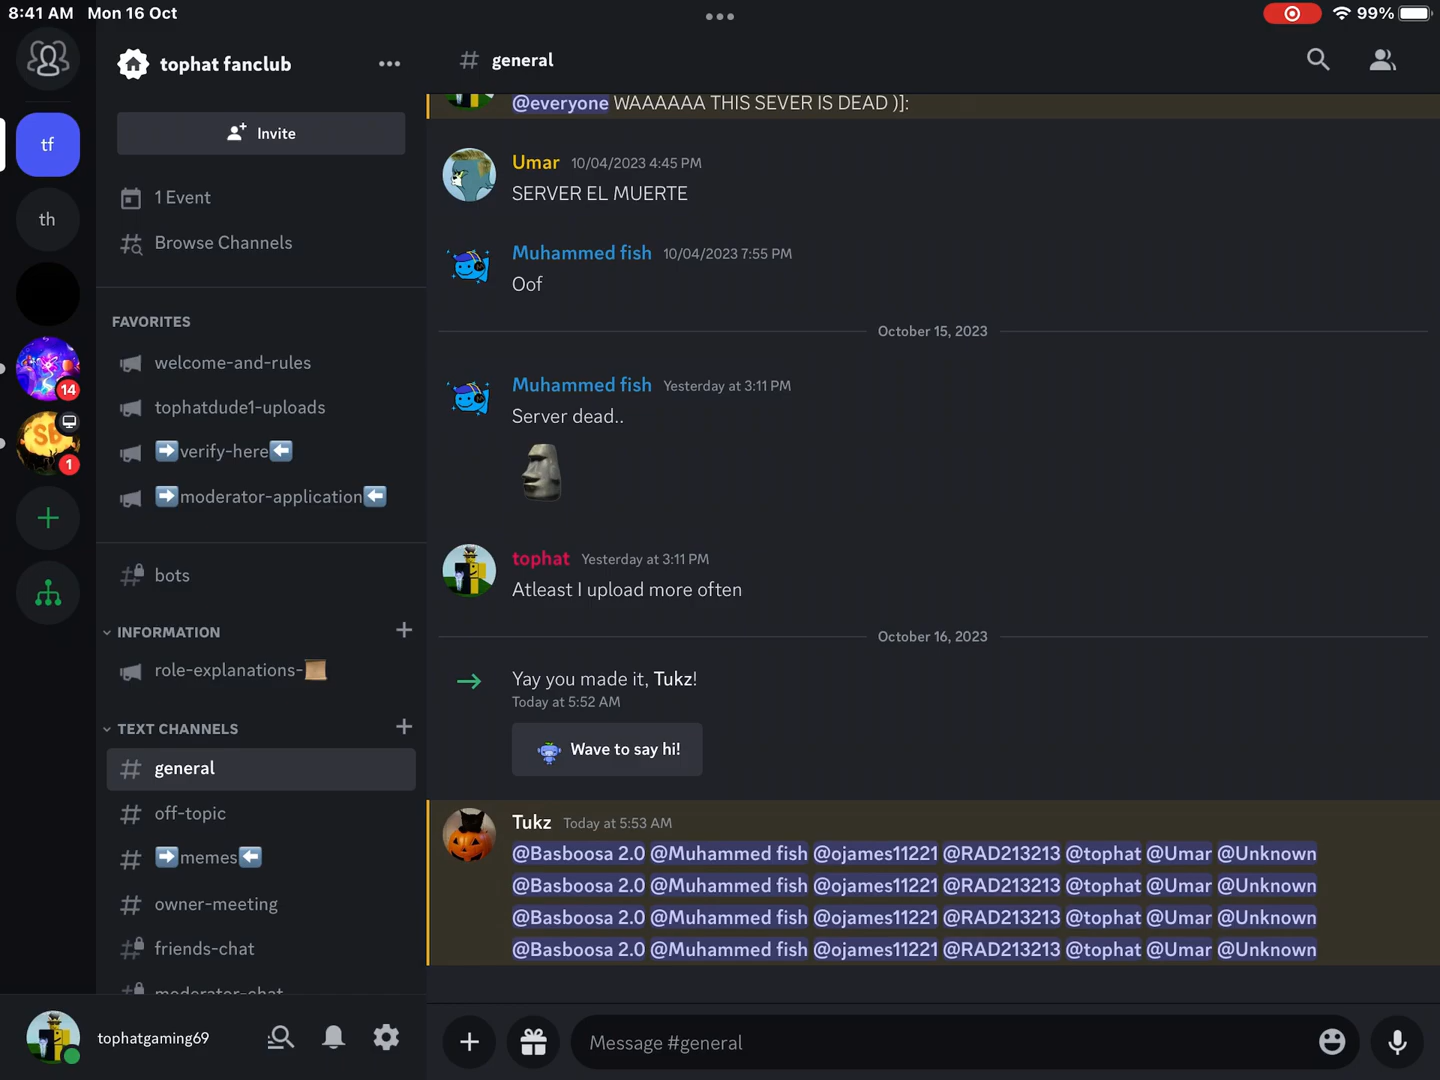 8:41 AM Mon 16 Oct
99%
tf
th
14
SB
1
tophat fanclub
Invite
1 Event
Browse Channels
FAVORITES
welcome-and-rules
tophatdude1-uploads
➡️verify-here⬅️
➡️moderator-application⬅️
bots
INFORMATION
role-explanations-📜
TEXT CHANNELS
general
off-topic
➡️memes⬅️
owner-meeting
friends-chat
moderator-chat
tophatgaming69
# general
@everyone WAAAAAA THIS SEVER IS DEAD )]:
Umar 10/04/2023 4:45 PM
SERVER EL MUERTE
Muhammed fish 10/04/2023 7:55 PM
Oof
October 15, 2023
Muhammed fish Yesterday at 3:11 PM
Server dead..
🗿
tophat Yesterday at 3:11 PM
Atleast I upload more often
October 16, 2023
Yay you made it, Tukz!
Today at 5:52 AM
Wave to say hi!
Tukz Today at 5:53 AM
@Basboosa 2.0 @Muhammed fish @ojames11221 @RAD213213 @tophat @Umar @Unknown
@Basboosa 2.0 @Muhammed fish @ojames11221 @RAD213213 @tophat @Umar @Unknown
@Basboosa 2.0 @Muhammed fish @ojames11221 @RAD213213 @tophat @Umar @Unknown
@Basboosa 2.0 @Muhammed fish @ojames11221 @RAD213213 @tophat @Umar @Unknown
Message #general